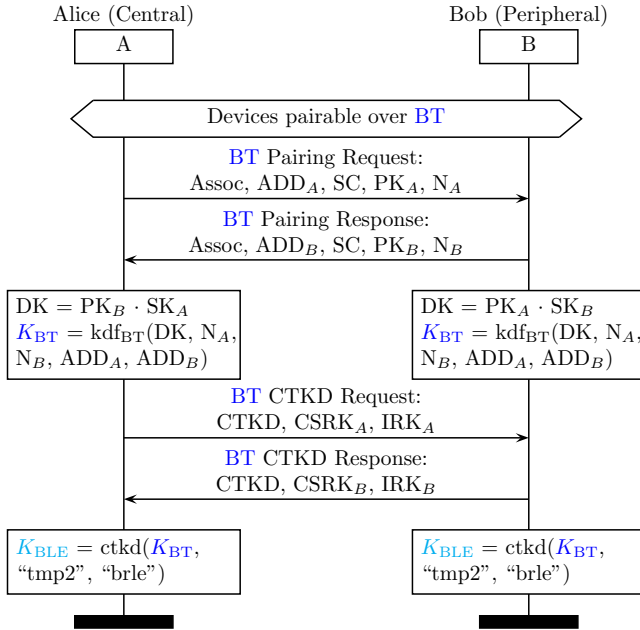 Alice (Central)
Bob (Peripheral)
A
B
Devices pairable over BT
BT Pairing Request:
Assoc, ADD_A, SC, PK_A, N_A
BT Pairing Response:
Assoc, ADD_B, SC, PK_B, N_B
DK = PK_B · SK_A
K_BT = kdf_BT(DK, N_A,
N_B, ADD_A, ADD_B)
DK = PK_A · SK_B
K_BT = kdf_BT(DK, N_A,
N_B, ADD_A, ADD_B)
BT CTKD Request:
CTKD, CSRK_A, IRK_A
BT CTKD Response:
CTKD, CSRK_B, IRK_B
K_BLE = ctkd(K_BT,
“tmp2”, “brle”)
K_BLE = ctkd(K_BT,
“tmp2”, “brle”)